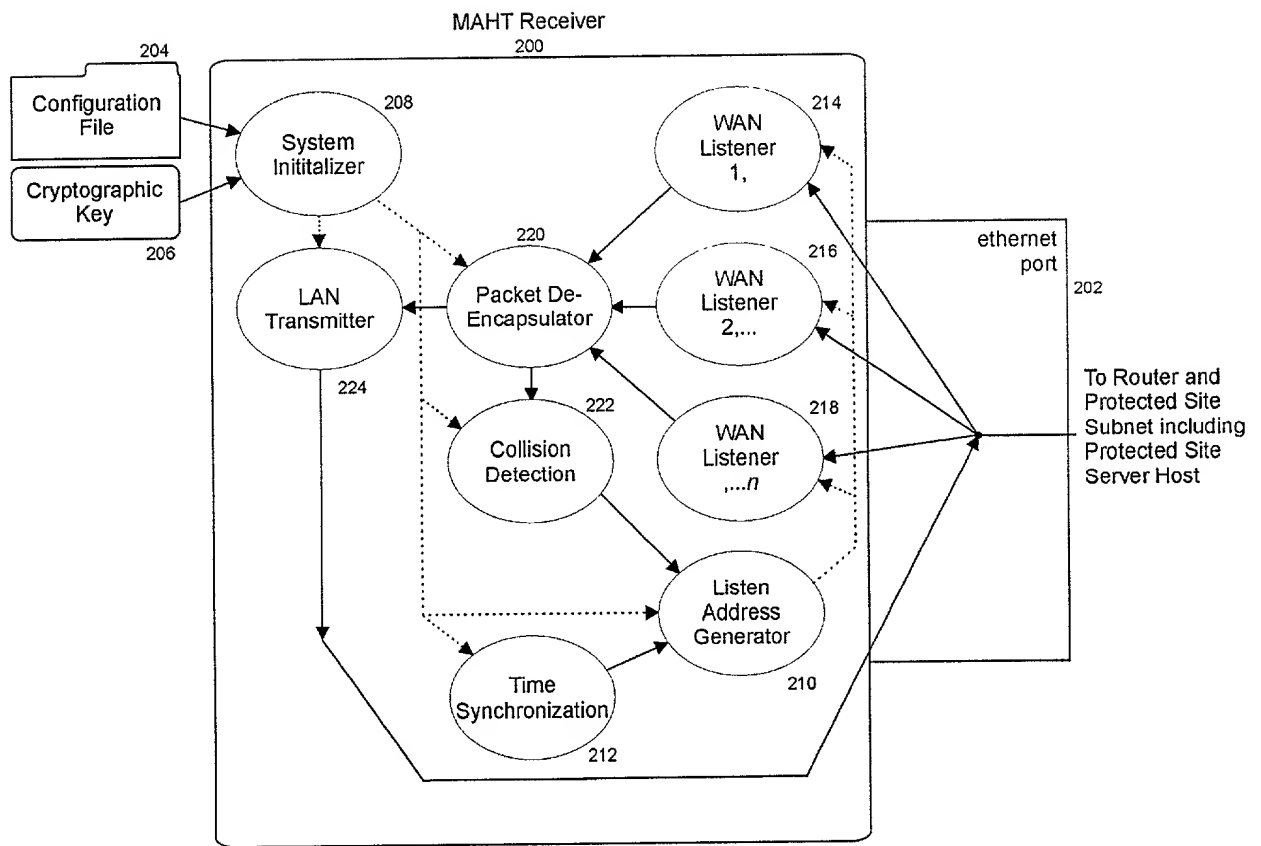 MAHT Receiver
200
204
Configuration
File
Cryptographic
Key
206
208
System
Inititalizer
214
WAN
Listener
1,
220
Packet De-
Encapsulator
216
WAN
Listener
2,...
LAN
Transmitter
224
222
Collision
Detection
218
WAN
Listener
,...n
Listen
Address
Generator
210
Time
Synchronization
212
ethernet
port
202
To Router and
Protected Site
Subnet including
Protected Site
Server Host